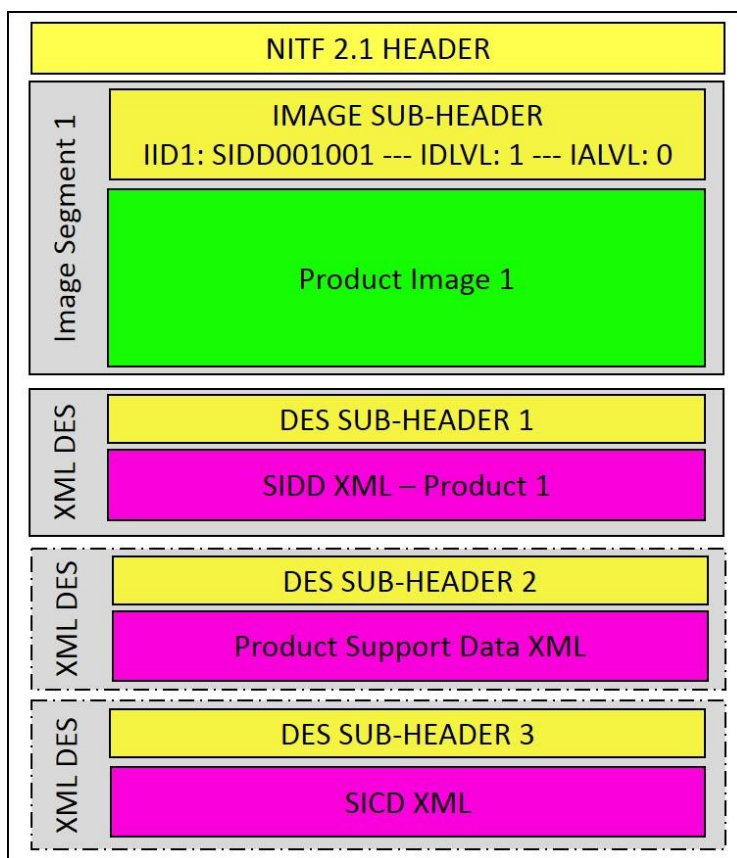 NITF 2.1 HEADER
Image Segment 1
IMAGE SUB-HEADER
IID1: SIDD001001 --- IDLVL: 1 --- IALVL: 0
Product Image 1
XML DES
DES SUB-HEADER 1
SIDD XML – Product 1
XML DES
DES SUB-HEADER 2
Product Support Data XML
XML DES
DES SUB-HEADER 3
SICD XML